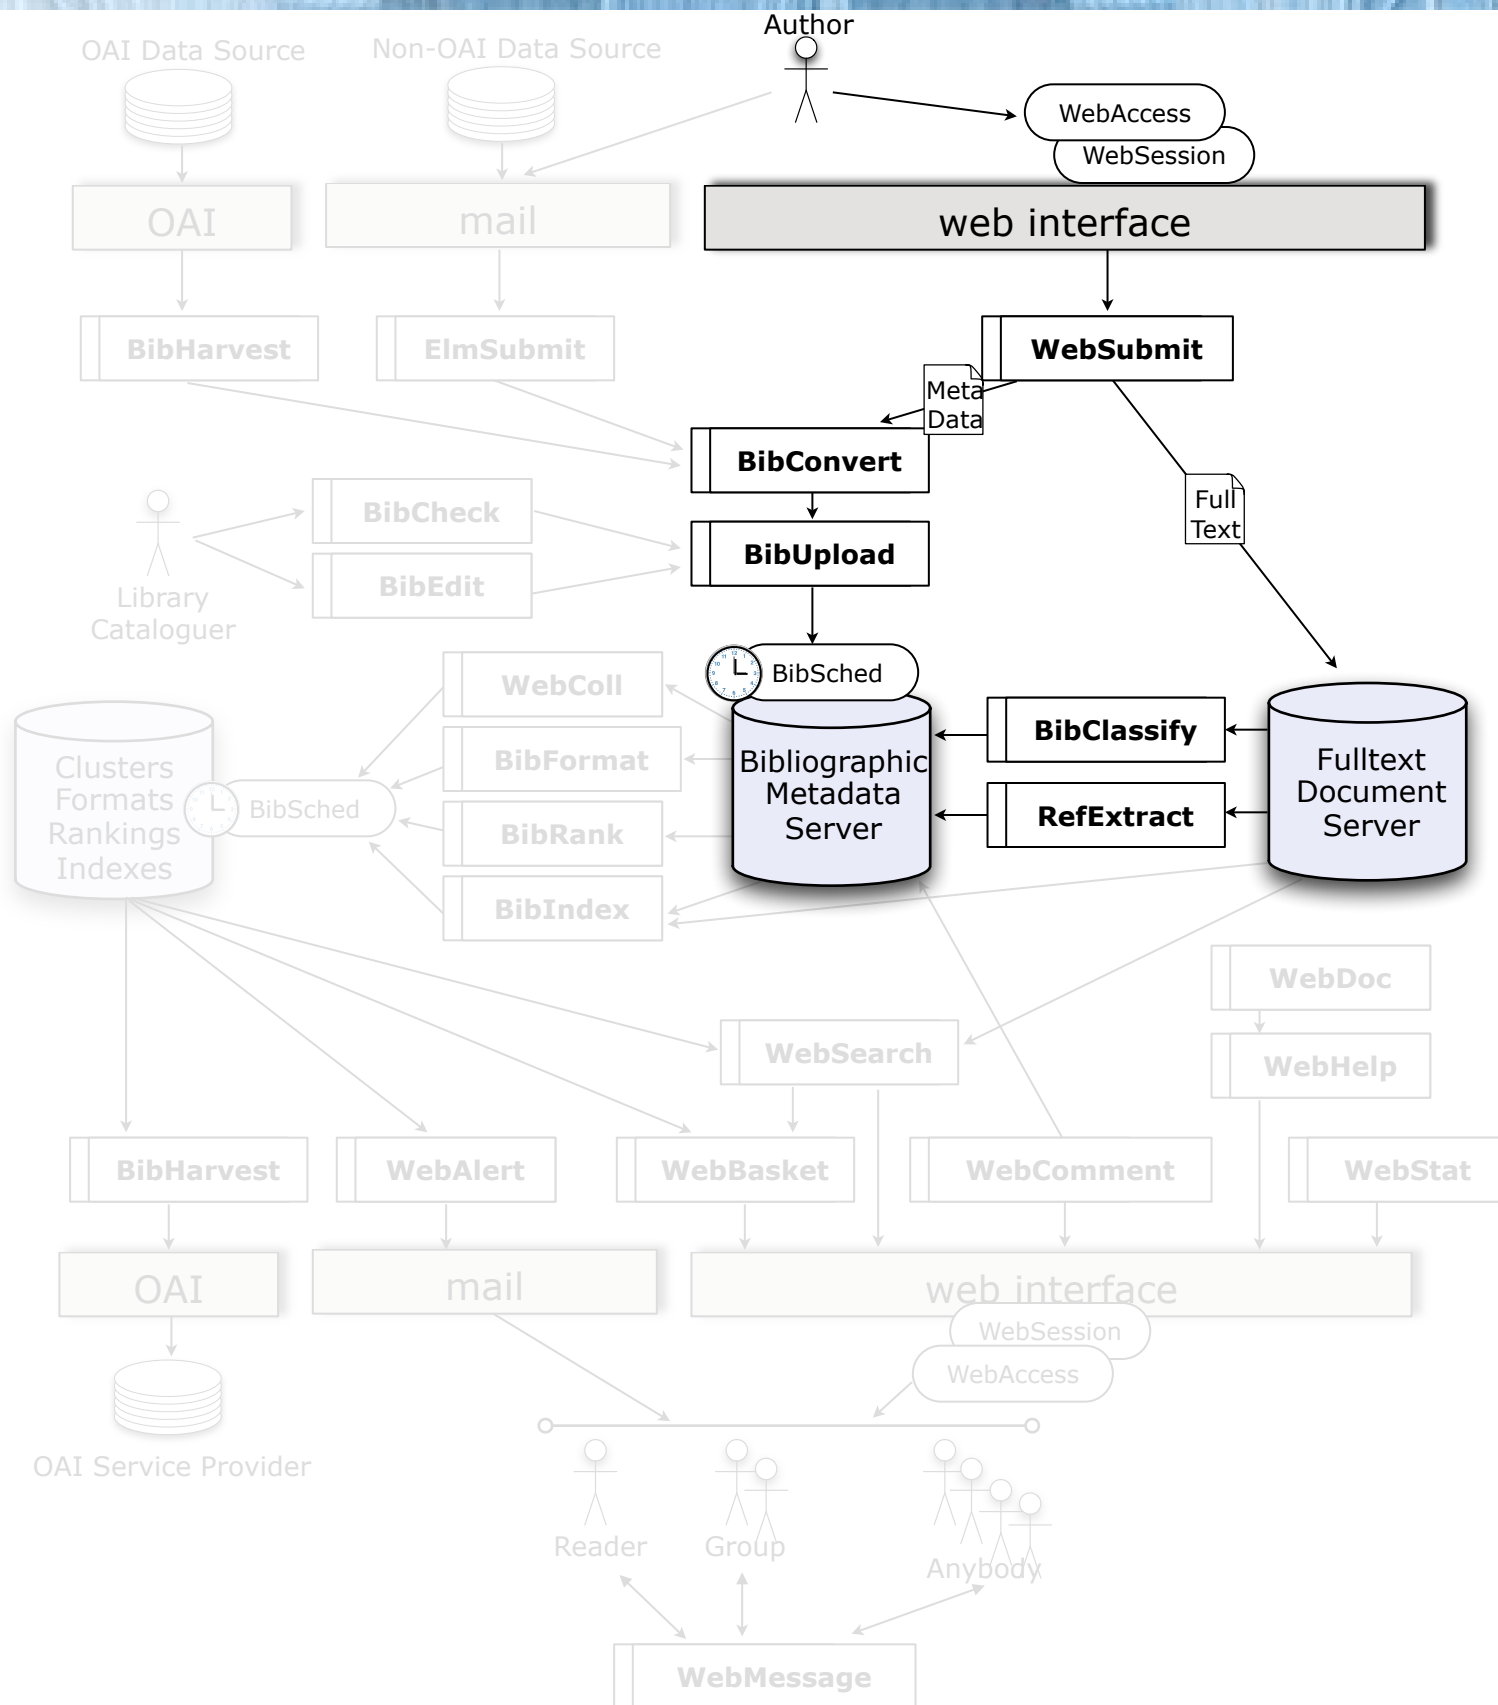 Author
OAI Data Source
Non-OAI Data Source
WebAccess
WebSession
OAI
mail
web interface
BibHarvest
ElmSubmit
WebSubmit
Meta
Data
BibConvert
Full
Text
BibCheck
BibUpload
BibEdit
Library
Cataloguer
BibSched
WebColl
BibClassify
BibFormat
Bibliographic
Metadata
Server
Fulltext
Document
Server
Clusters
Formats
Rankings
Indexes
BibSched
RefExtract
BibRank
BibIndex
WebDoc
WebSearch
WebHelp
BibHarvest
WebAlert
WebBasket
WebComment
WebStat
OAI
mail
web interface
WebSession
WebAccess
OAI Service Provider
Reader
Group
Anybody
WebMessage